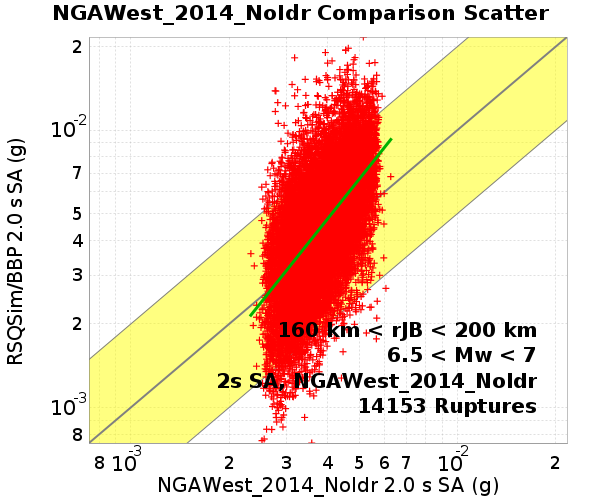 NGAWest_2014_NoIdr Comparison Scatter
RSQSim/BBP 2.0 s SA (g)
2
10-2
7
5
4
3
2
10-3
8
160 km < rJB < 200 km
6.5 < Mw < 7
2s SA, NGAWest_2014_NoIdr
14153 Ruptures
8 10-3 2 3 4 5 6 7 10-2 2
NGAWest_2014_NoIdr 2.0 s SA (g)